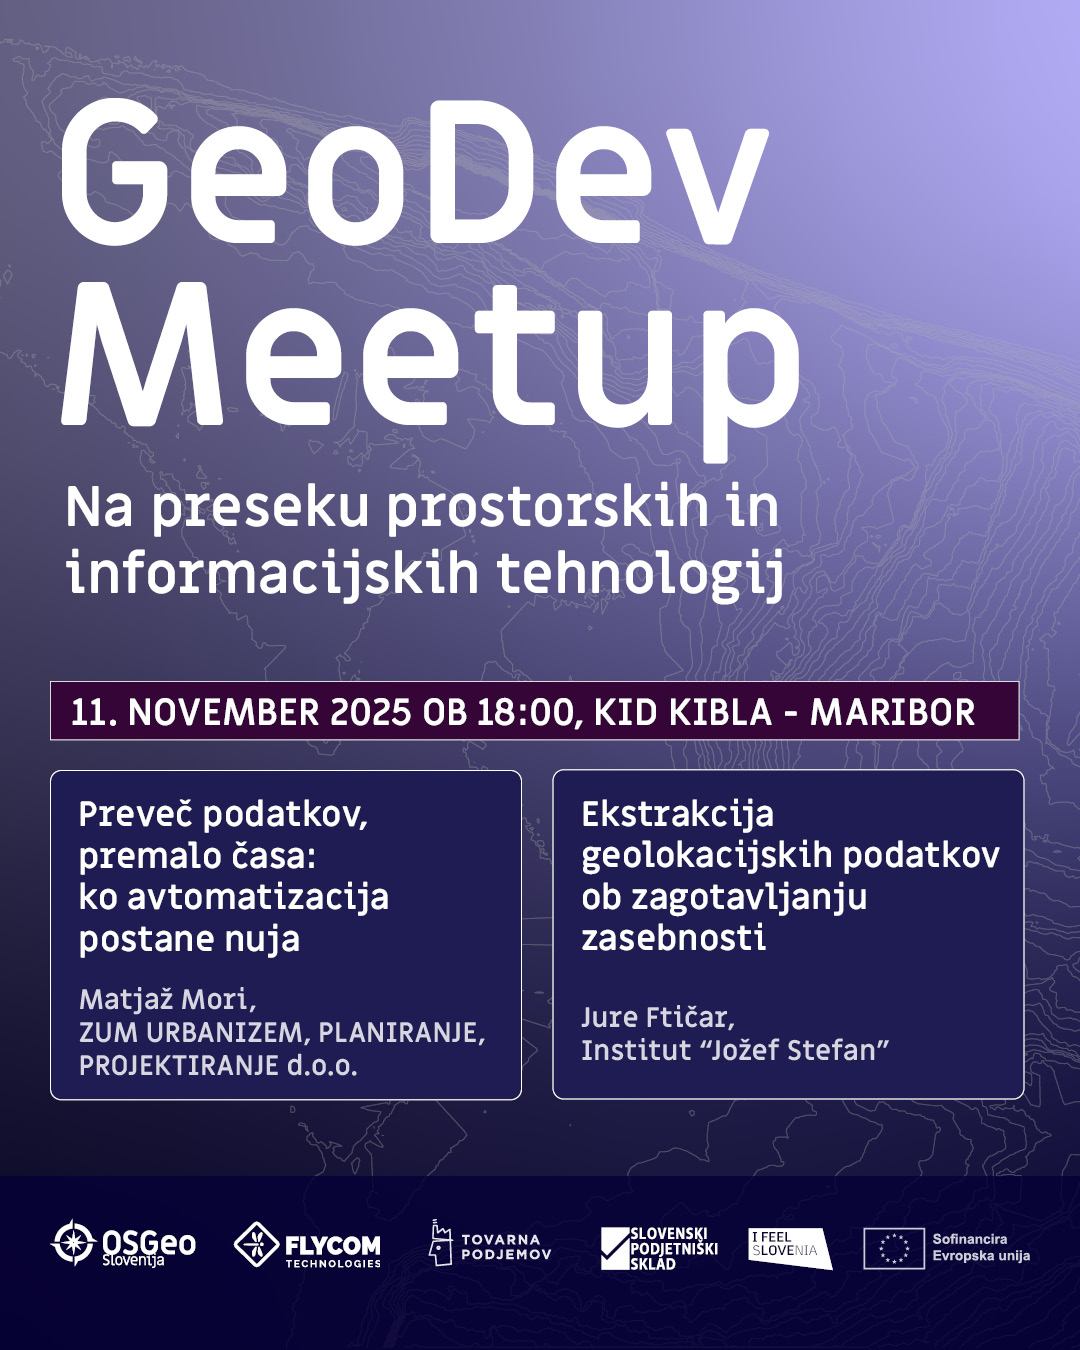 GeoDev
Meetup
Na preseku prostorskih in
informacijskih tehnologij
11. NOVEMBER 2025 OB 18:00, KID KIBLA - MARIBOR
Preveč podatkov,
premalo časa:
ko avtomatizacija
postane nuja
Matjaž Mori,
ZUM URBANIZEM, PLANIRANJE,
PROJEKTIRANJE d.o.o.
Ekstrakcija
geolokacijskih podatkov
ob zagotavljanju
zasebnosti
Jure Ftičar,
Institut “Jožef Stefan”
OSGeo
Slovenija
FLYCOM
TECHNOLOGIES
TOVARNA
PODJEMOV
SLOVENSKI
PODJETNIŠKI
SKLAD
I FEEL
SLOVENIA
Sofinancira
Evropska unija